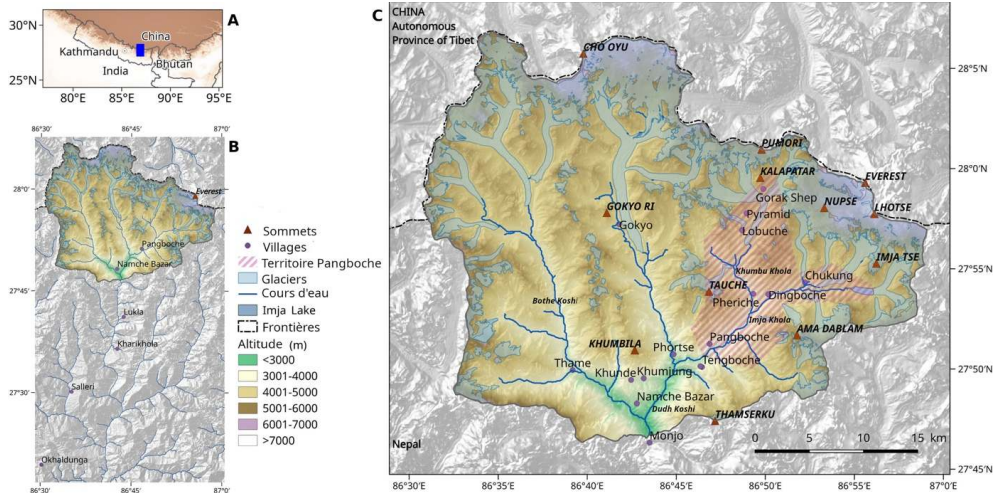 A
30°N
25°N
China
Kathmandu
Bhutan
India
80°E
85°E
90°E
95°E
86°30'
86°45'
87°0'
B
28°0'
27°45'
27°30'
Everest
Pangboche
Namche Bazar
Lukla
Kharikhola
Salleri
Okhaldunga
86°30'
86°45'
87°0'
Sommets
Villages
Territoire Pangboche
Glaciers
Cours d'eau
Imja Lake
Frontières
Altitude (m)
<3000
3001-4000
4001-5000
5001-6000
6001-7000
>7000
C
CHINA
Autonomous
Province of Tibet
CHO OYU
PUMORI
KALAPATAR
EVEREST
Gorak Shep
NUPSE
LHOTSE
GOKYO RI
Pyramid
Gokyo
Lobuche
IMJA TSE
Khumbu Khola
Chukung
TAUCHE
Dingboche
Bothe Koshi
Pheriche
Imja Khola
AMA DABLAM
Pangboche
KHUMBILA
Phortse
Tengboche
Thame
Khunde
Khumjung
Namche Bazar
Dudh Koshi
THAMSERKU
Monjo
Nepal
0
5
10
15 km
28°5'N
28°0'N
27°55'N
27°50'N
27°45'N
86°30'E
86°35'E
86°40'E
86°45'E
86°50'E
86°55'E
87°0'E